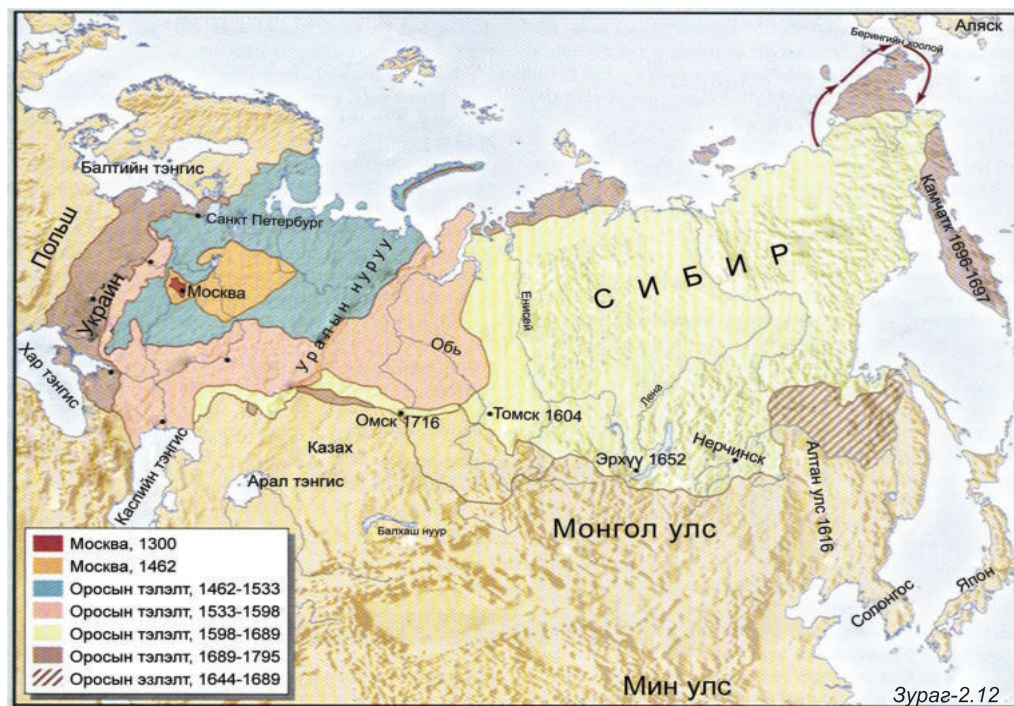 Аляск
Берингийн хоолой
Балтийн тэнгис
Санкт Петербург
Польш
Украйн
Москва
Уралын нуруу
СИБИР
Камчатк 1696-1697
Енисей
Обь
Лена
Хар тэнгис
Омск 1716
Томск 1604
Нерчинск
Казах
Эрхүү 1652
Каспийн тэнгис
Арал тэнгис
Алтан улс 1616
Балхаш нуур
Монгол улс
Солонгос
Япон
Мин улс
Москва, 1300
Москва, 1462
Оросын тэлэлт, 1462-1533
Оросын тэлэлт, 1533-1598
Оросын тэлэлт, 1598-1689
Оросын тэлэлт, 1689-1795
Оросын эзлэлт, 1644-1689
Зураг-2.12